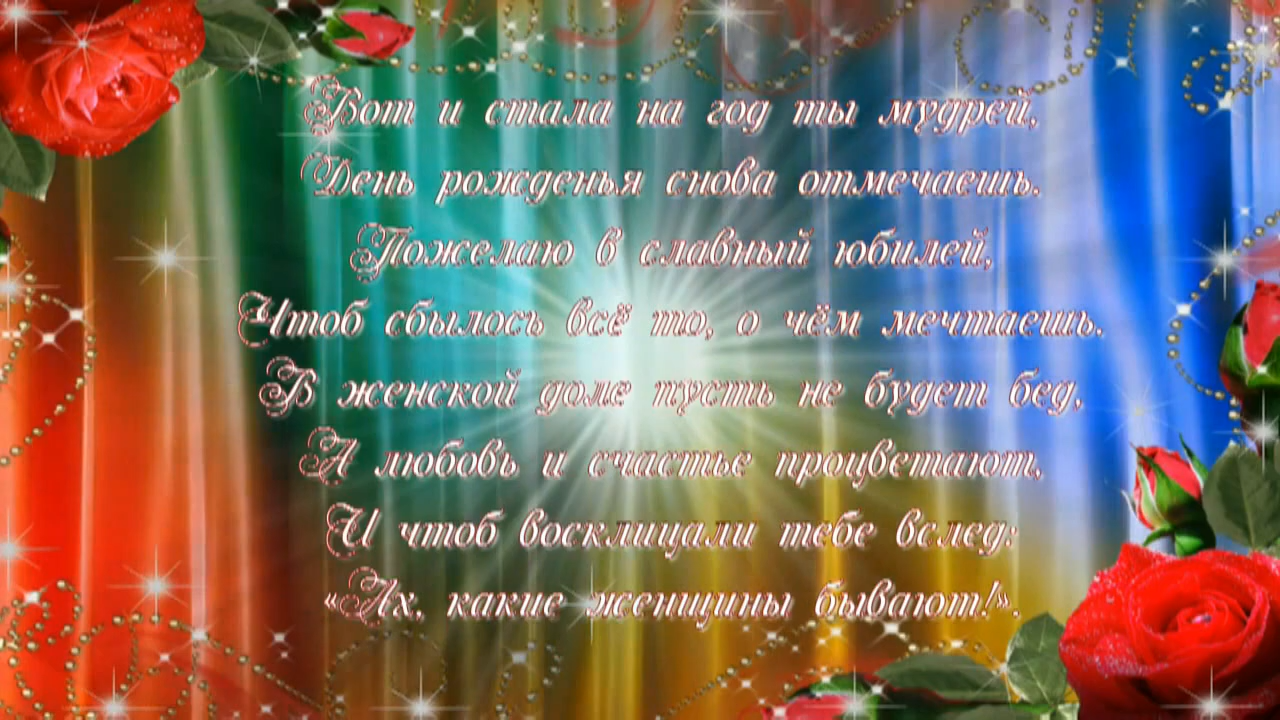 Вот и стала на год ты мудрей,
День рожденья снова отмечаешь.
Пожелаю в славный юбилей,
Чтоб сбылось всё то, о чём мечтаешь.
В женской доле пусть не будет бед,
А любовь и счастье процветают,
И чтоб восклицали тебе вслед:
«Ах, какие женщины бывают!».